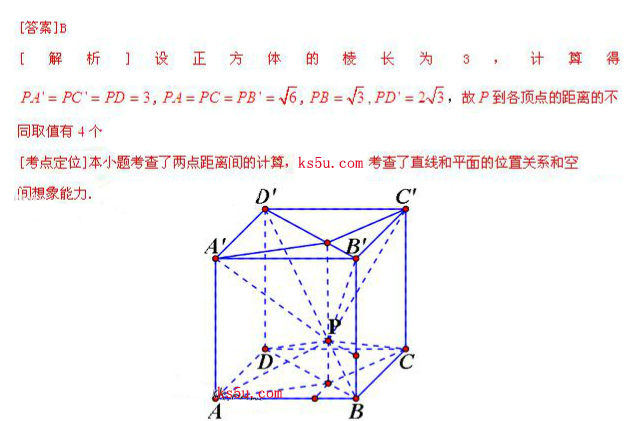 [答案]B
[解析]设正方体的棱长为3，计算得
PA'=PC'=PD=3,PA=PC=PB'=√6,PB=√3,PD'=2√3，故P到各顶点的距离的不
同取值有4个
[考点定位]本小题考查了两点距离间的计算，ks5u.com考查了直线和平面的位置关系和空
间想象能力.
D' C'
A' B'
P
D C
ks5u.com
A B